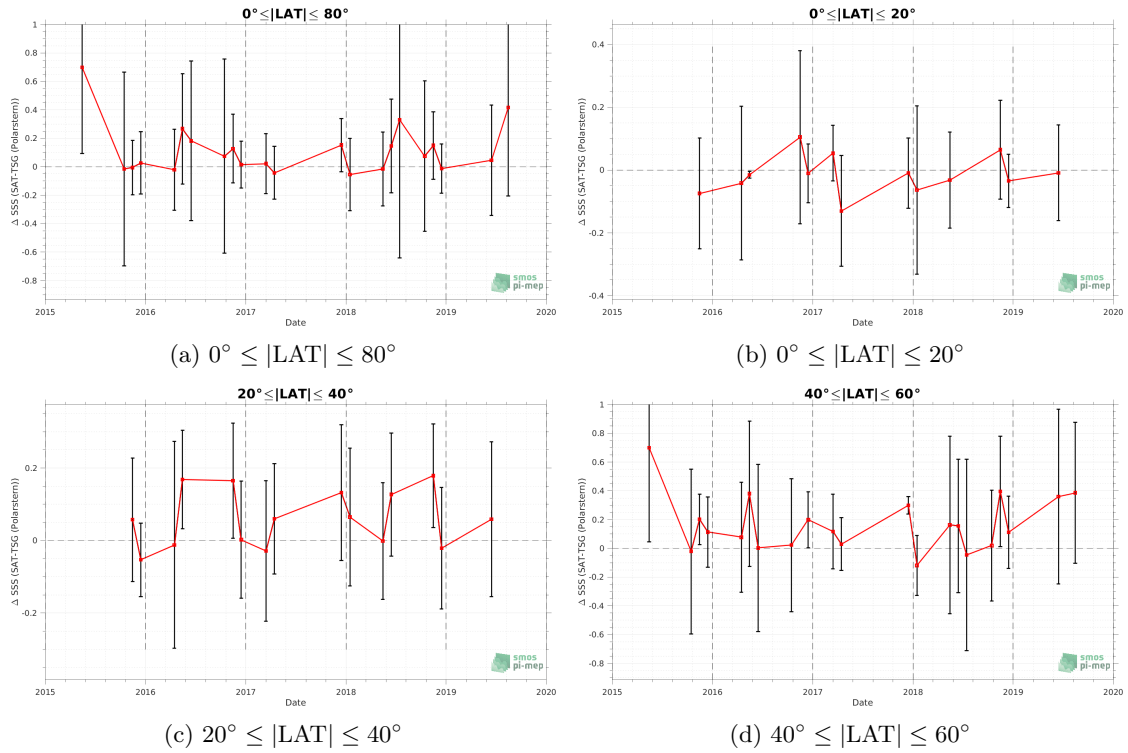 0°≤|LAT|≤ 80°
Δ SSS (SAT-TSG (Polarstern))
1
0.8
0.6
0.4
0.2
0
-0.2
-0.4
-0.6
-0.8
2015 2016 2017 2018 2019 2020
Date
smos
pi-mep
(a) 0° ≤ |LAT| ≤ 80°
0°≤|LAT|≤ 20°
Δ SSS (SAT-TSG (Polarstern))
0.4
0.2
0
-0.2
-0.4
2015 2016 2017 2018 2019 2020
Date
smos
pi-mep
(b) 0° ≤ |LAT| ≤ 20°
20°≤|LAT|≤ 40°
Δ SSS (SAT-TSG (Polarstern))
0.2
0
-0.2
2015 2016 2017 2018 2019 2020
Date
smos
pi-mep
(c) 20° ≤ |LAT| ≤ 40°
40°≤|LAT|≤ 60°
Δ SSS (SAT-TSG (Polarstern))
1
0.8
0.6
0.4
0.2
0
-0.2
-0.4
-0.6
-0.8
2015 2016 2017 2018 2019 2020
Date
smos
pi-mep
(d) 40° ≤ |LAT| ≤ 60°